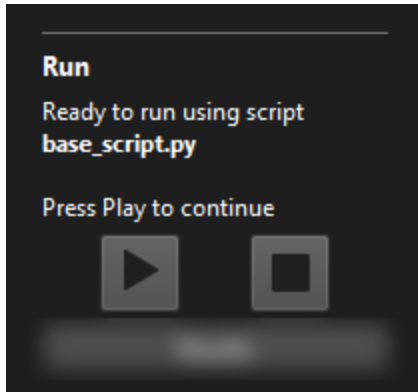 Run
Ready to run using script
base_script.py
Press Play to continue